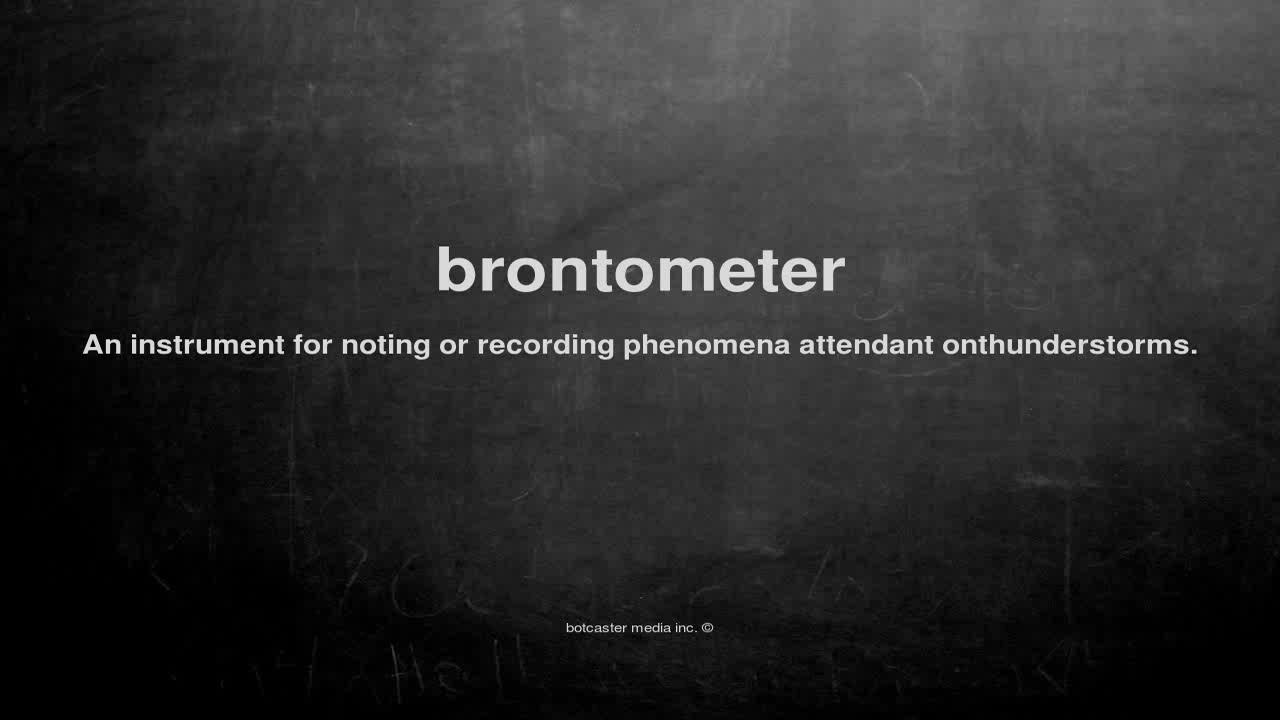 brontometer
An instrument for noting or recording phenomena attendant onthunderstorms.
botcaster media inc. ©